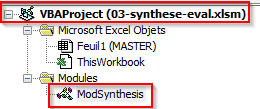 VBAProject (03-synthese-eval.xlsm)
Microsoft Excel Objets
Feuil1 (MASTER)
ThisWorkbook
Modules
ModSynthesis